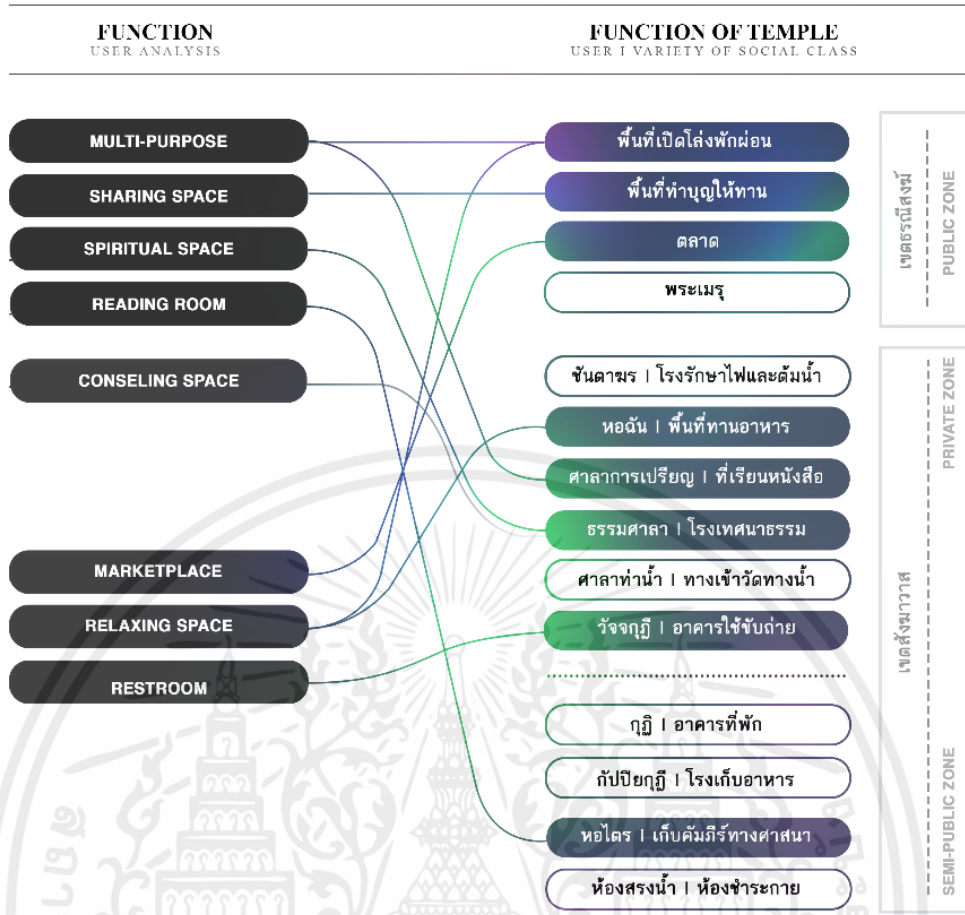 FUNCTION
USER ANALYSIS
FUNCTION OF TEMPLE
USER I VARIETY OF SOCIAL CLASS
MULTI-PURPOSE
SHARING SPACE
SPIRITUAL SPACE
READING ROOM
CONSELING SPACE
MARKETPLACE
RELAXING SPACE
RESTROOM
พื้นที่เปิดโล่งพักผ่อน
พื้นที่ทำบุญให้ทาน
ตลาด
พระเมรุ
ชันตาฆร I โรงรักษาไฟและต้มน้ำ
หอฉัน I พื้นที่ทานอาหาร
ศาลาการเปรียญ I ที่เรียนหนังสือ
ธรรมศาลา I โรงเทศนาธรรม
ศาลาท่าน้ำ I ทางเข้าวัดทางน้ำ
วัจจกุฎี I อาคารใช้ขับถ่าย
กุฏิ I อาคารที่พัก
กัปปิยกุฎี I โรงเก็บอาหาร
หอไตร I เก็บคัมภีร์ทางศาสนา
ห้องสรงน้ำ I ห้องชำระกาย
เขตธรณีสงฆ์
PUBLIC ZONE
เขตสังฆาวาส
PRIVATE ZONE
SEMI-PUBLIC ZONE